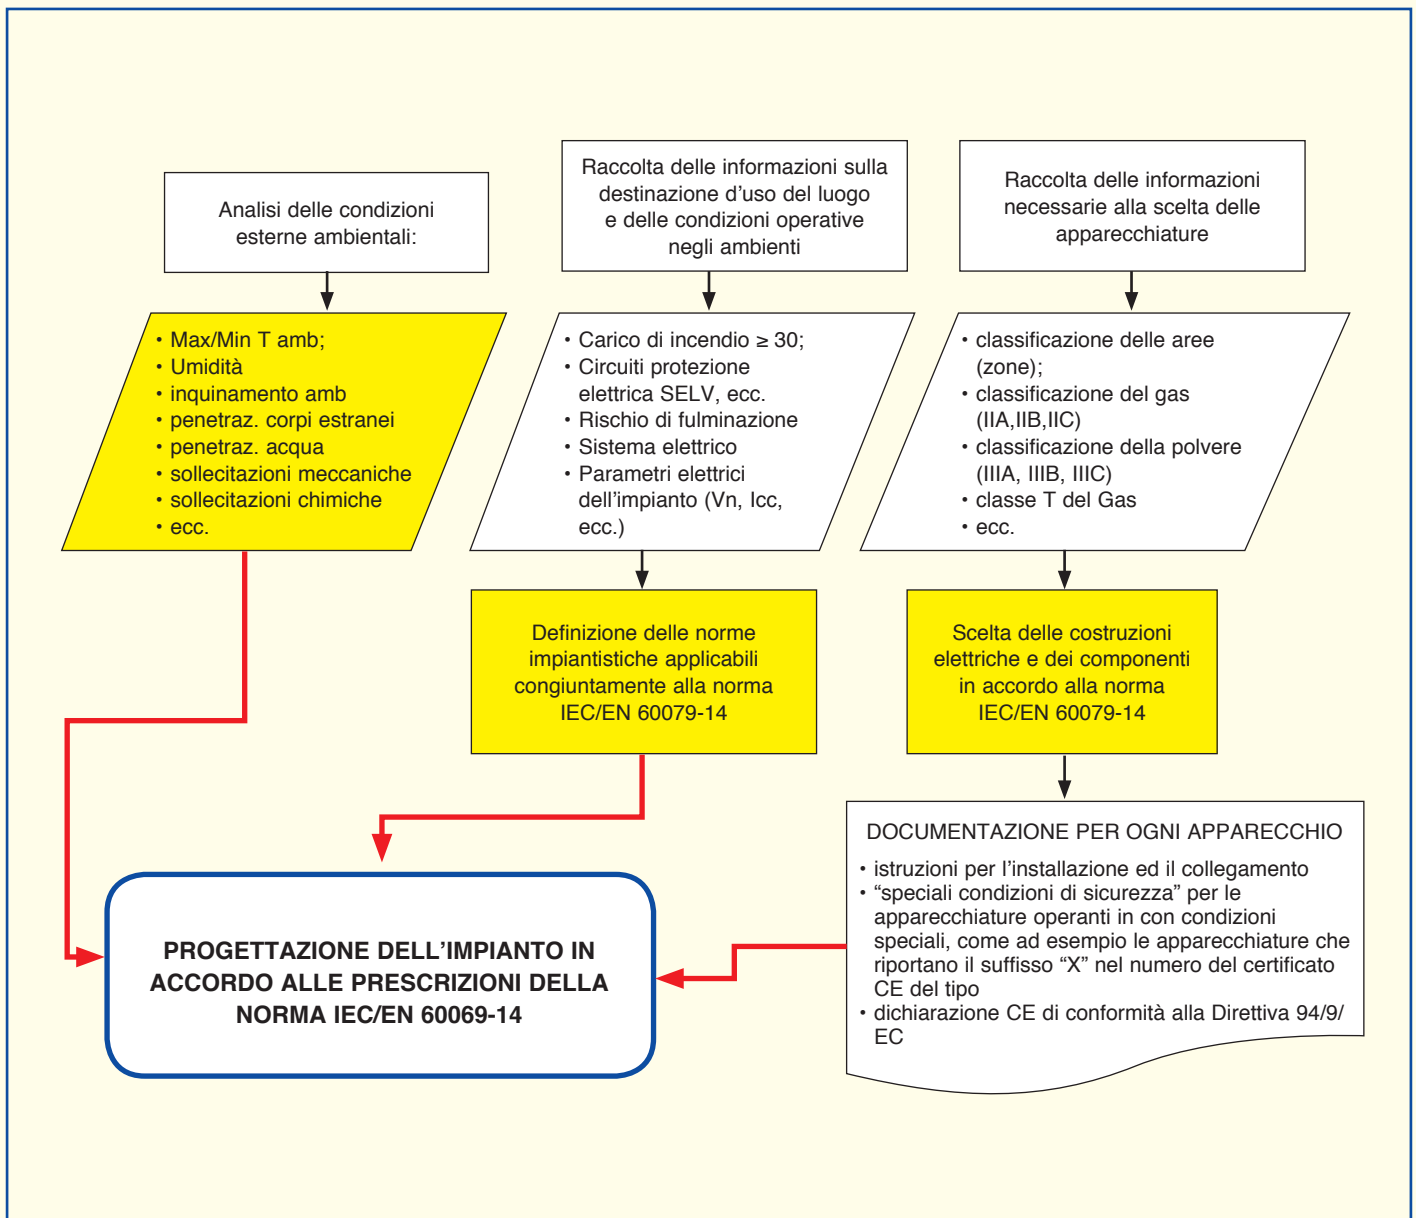 Analisi delle condizioni
esterne ambientali:
Raccolta delle informazioni sulla
destinazione d'uso del luogo
e delle condizioni operative
negli ambienti
Raccolta delle informazioni
necessarie alla scelta delle
apparecchiature
• Max/Min T amb;
• Umidità
• inquinamento amb
• penetraz. corpi estranei
• penetraz. acqua
• sollecitazioni meccaniche
• sollecitazioni chimiche
• ecc.
• Carico di incendio ≥ 30;
• Circuiti protezione
elettrica SELV, ecc.
• Rischio di fulminazione
• Sistema elettrico
• Parametri elettrici
dell'impianto (Vn, Icc,
ecc.)
• classificazione delle aree
(zone);
• classificazione del gas
(IIA,IIB,IIC)
• classificazione della polvere
(IIIA, IIIB, IIIC)
• classe T del Gas
• ecc.
Definizione delle norme
impiantistiche applicabili
congiuntamente alla norma
IEC/EN 60079-14
Scelta delle costruzioni
elettriche e dei componenti
in accordo alla norma
IEC/EN 60079-14
DOCUMENTAZIONE PER OGNI APPARECCHIO
• istruzioni per l'installazione ed il collegamento
• “speciali condizioni di sicurezza” per le
apparecchiature operanti in con condizioni
speciali, come ad esempio le apparecchiature che
riportano il suffisso “X” nel numero del certificato
CE del tipo
• dichiarazione CE di conformità alla Direttiva 94/9/
EC
PROGETTAZIONE DELL'IMPIANTO IN
ACCORDO ALLE PRESCRIZIONI DELLA
NORMA IEC/EN 60069-14